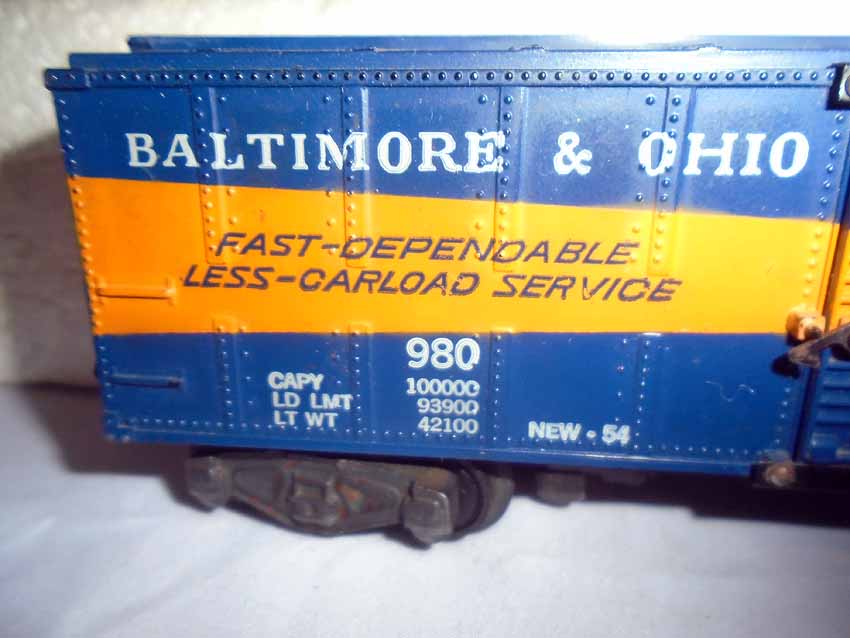 BALTIMORE & OHIO
FAST-DEPENDABLE
LESS-CARLOAD SERVICE
980
CAPY 100000
LD LMT 93900
LT WT 42100
NEW - 54